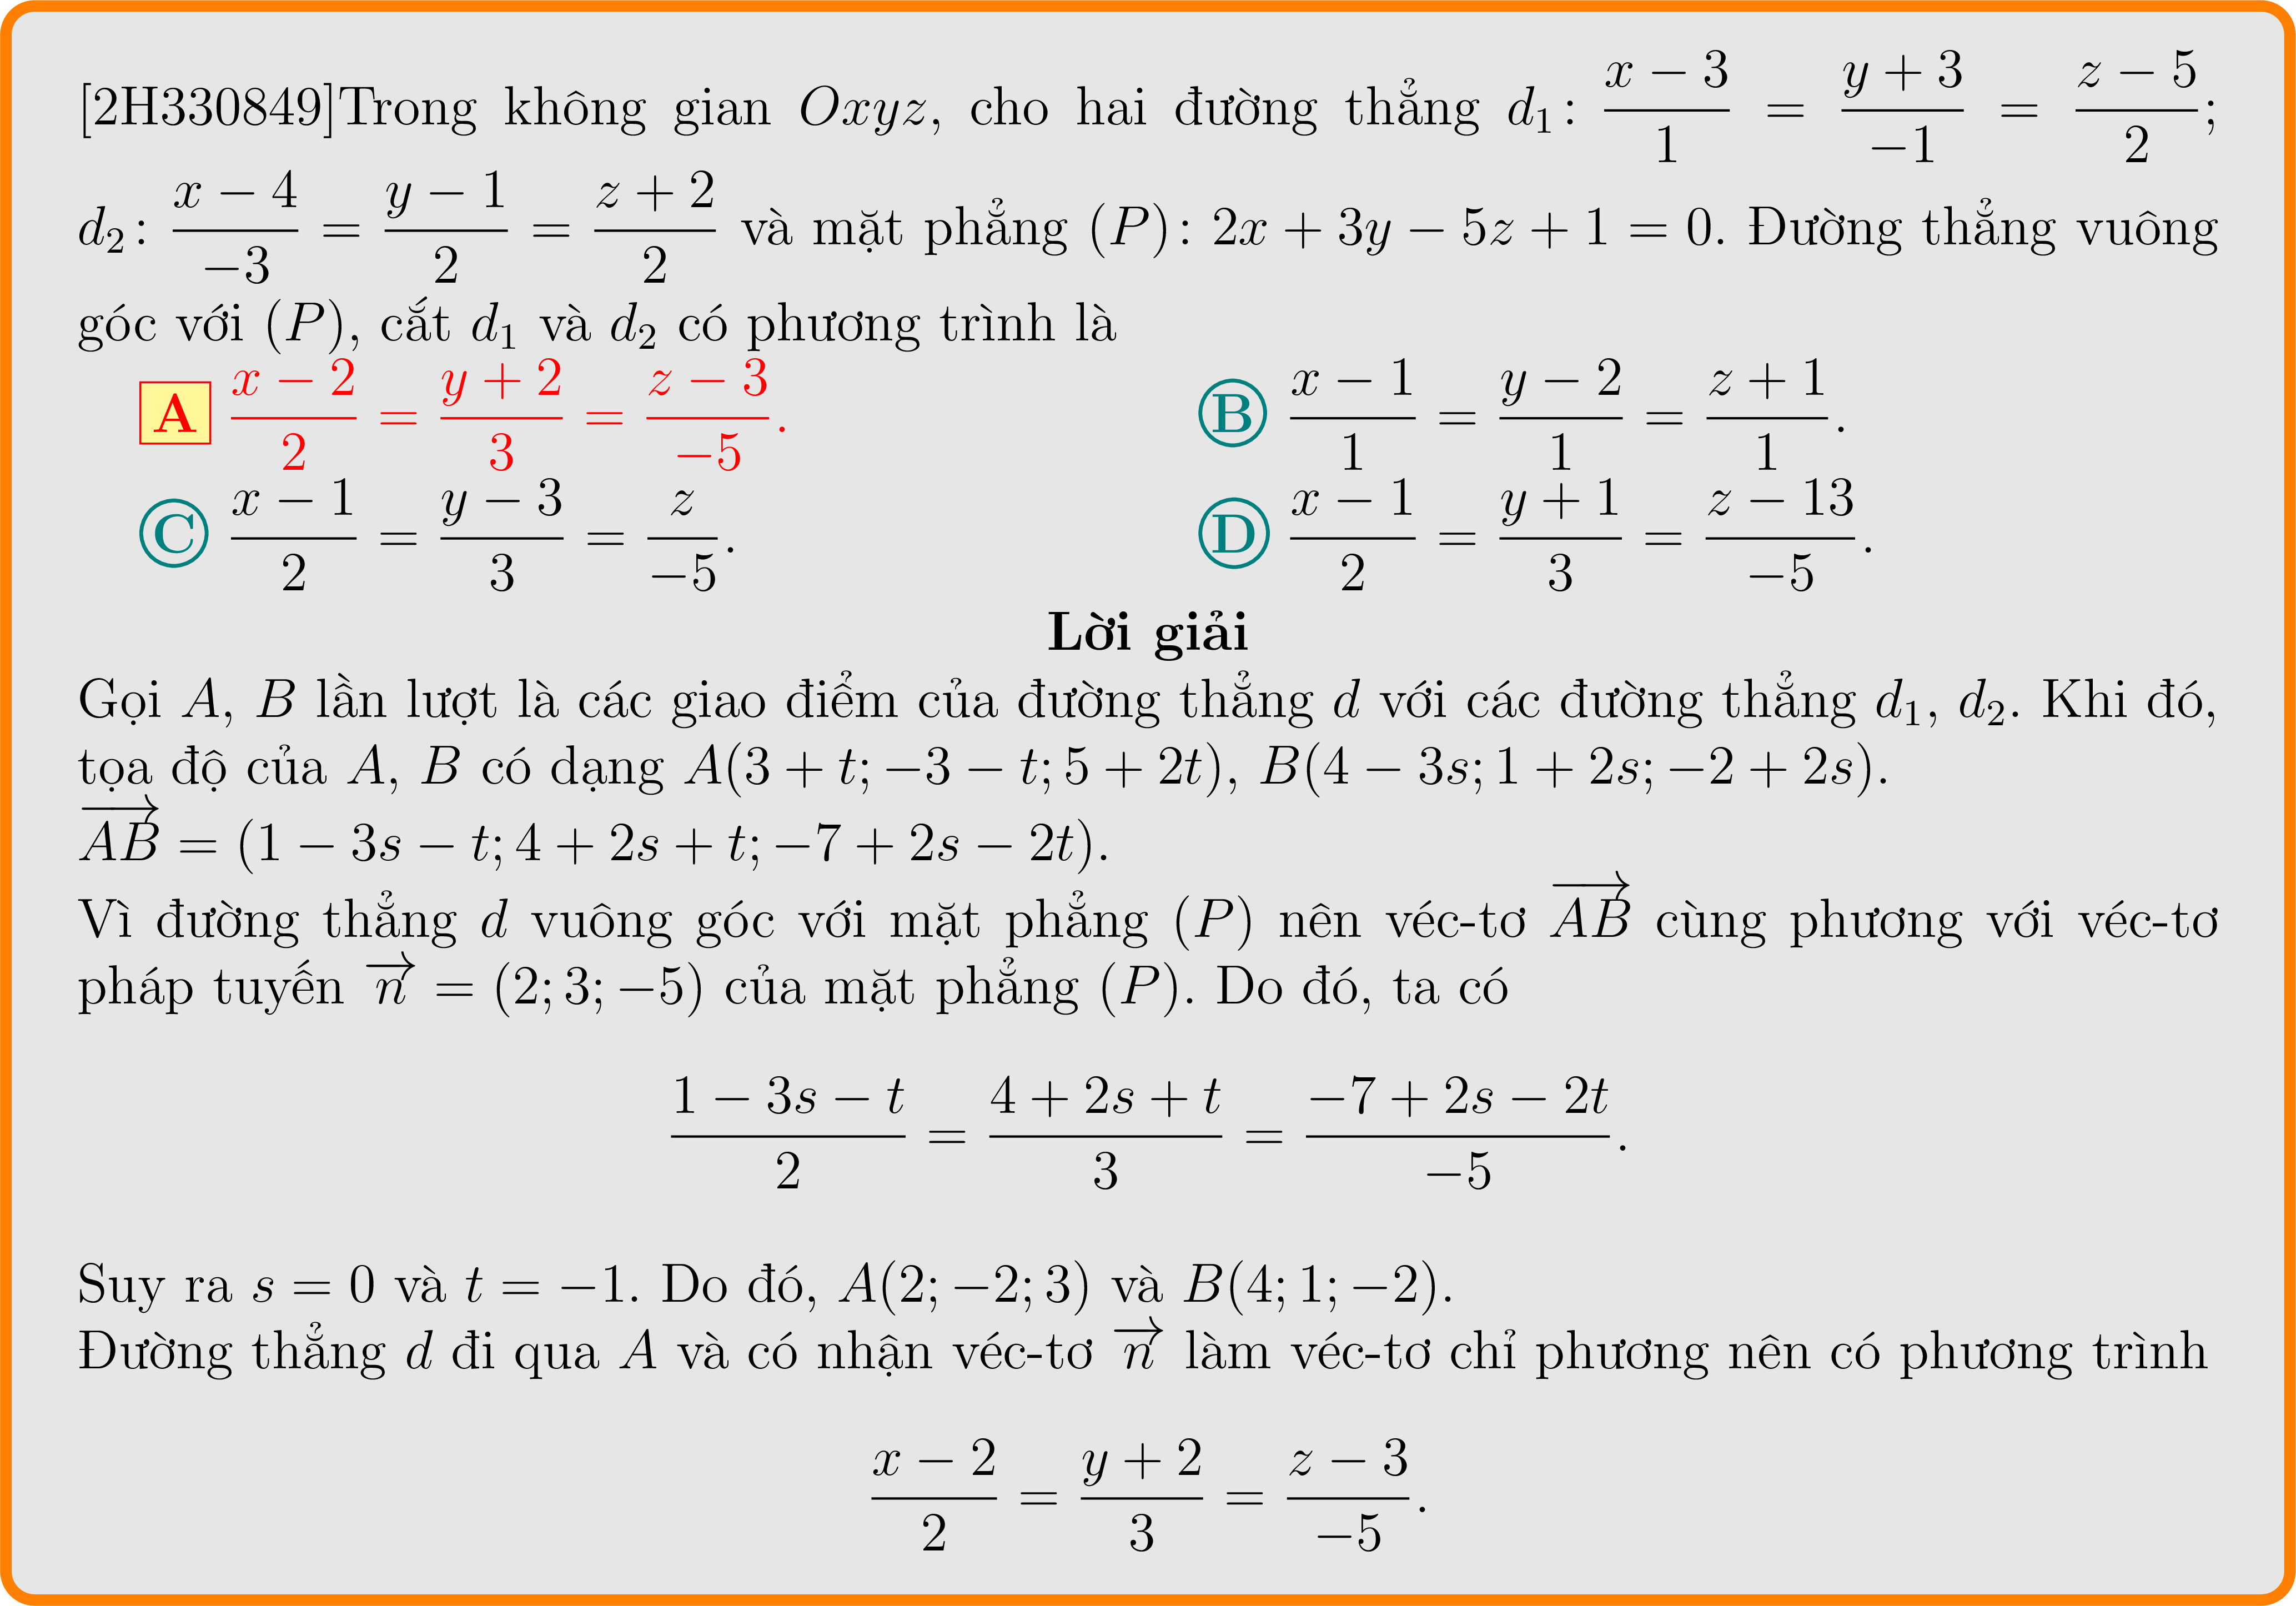 [2H330849]Trong không gian Oxyz, cho hai đường thẳng d₁: \frac{x − 3}{1} = \frac{y + 3}{−1} = \frac{z − 5}{2};
d₂: \frac{x − 4}{−3} = \frac{y − 1}{2} = \frac{z + 2}{2} và mặt phẳng (P): 2x + 3y − 5z + 1 = 0. Đường thẳng vuông
góc với (P), cắt d₁ và d₂ có phương trình là
A \frac{x − 2}{2} = \frac{y + 2}{3} = \frac{z − 3}{−5}. B \frac{x − 1}{1} = \frac{y − 2}{1} = \frac{z + 1}{1}.
C \frac{x − 1}{2} = \frac{y − 3}{3} = \frac{z}{−5}. D \frac{x − 1}{2} = \frac{y + 1}{3} = \frac{z − 13}{−5}.
Lời giải
Gọi A, B lần lượt là các giao điểm của đường thẳng d với các đường thẳng d₁, d₂. Khi đó,
tọa độ của A, B có dạng A(3 + t; −3 − t; 5 + 2t), B(4 − 3s; 1 + 2s; −2 + 2s).
\overrightarrow{AB} = (1 − 3s − t; 4 + 2s + t; −7 + 2s − 2t).
Vì đường thẳng d vuông góc với mặt phẳng (P) nên véc-tơ \overrightarrow{AB} cùng phương với véc-tơ
pháp tuyến \overrightarrow{n} = (2; 3; −5) của mặt phẳng (P). Do đó, ta có
\frac{1 − 3s − t}{2} = \frac{4 + 2s + t}{3} = \frac{−7 + 2s − 2t}{−5}.
Suy ra s = 0 và t = −1. Do đó, A(2; −2; 3) và B(4; 1; −2).
Đường thẳng d đi qua A và có nhận véc-tơ \overrightarrow{n} làm véc-tơ chỉ phương nên có phương trình
\frac{x − 2}{2} = \frac{y + 2}{3} = \frac{z − 3}{−5}.